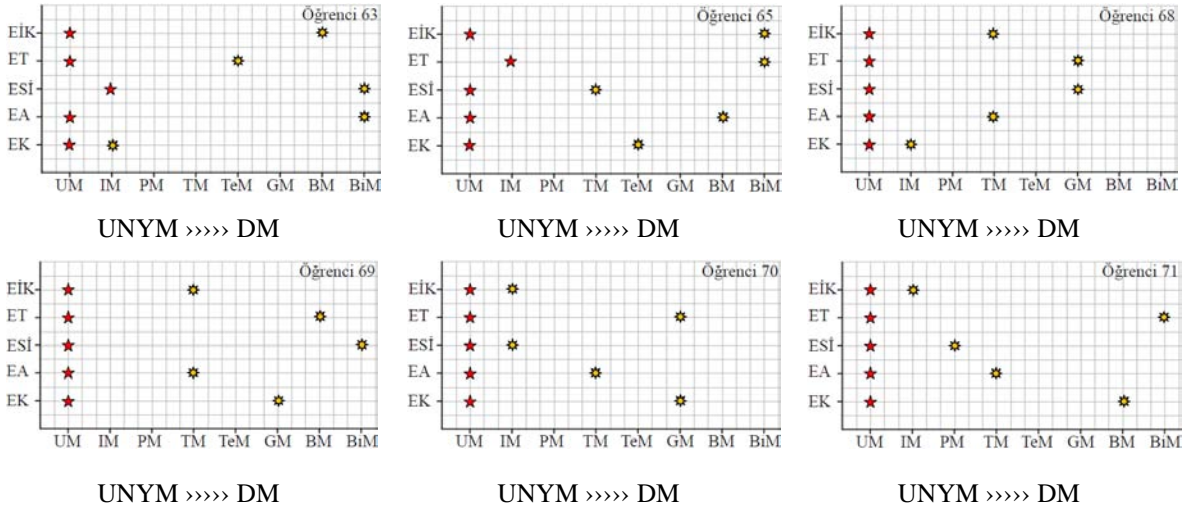 Öğrenci 63
EİK
ET
ESİ
EA
EK
UM IM PM TM TeM GM BM BiM
UNYM ››››› DM
Öğrenci 65
EİK
ET
ESİ
EA
EK
UM IM PM TM TeM GM BM BiM
UNYM ››››› DM
Öğrenci 68
EİK
ET
ESİ
EA
EK
UM IM PM TM TeM GM BM BiM
UNYM ››››› DM
Öğrenci 69
EİK
ET
ESİ
EA
EK
UM IM PM TM TeM GM BM BiM
UNYM ››››› DM
Öğrenci 70
EİK
ET
ESİ
EA
EK
UM IM PM TM TeM GM BM BiM
UNYM ››››› DM
Öğrenci 71
EİK
ET
ESİ
EA
EK
UM IM PM TM TeM GM BM BiM
UNYM ››››› DM